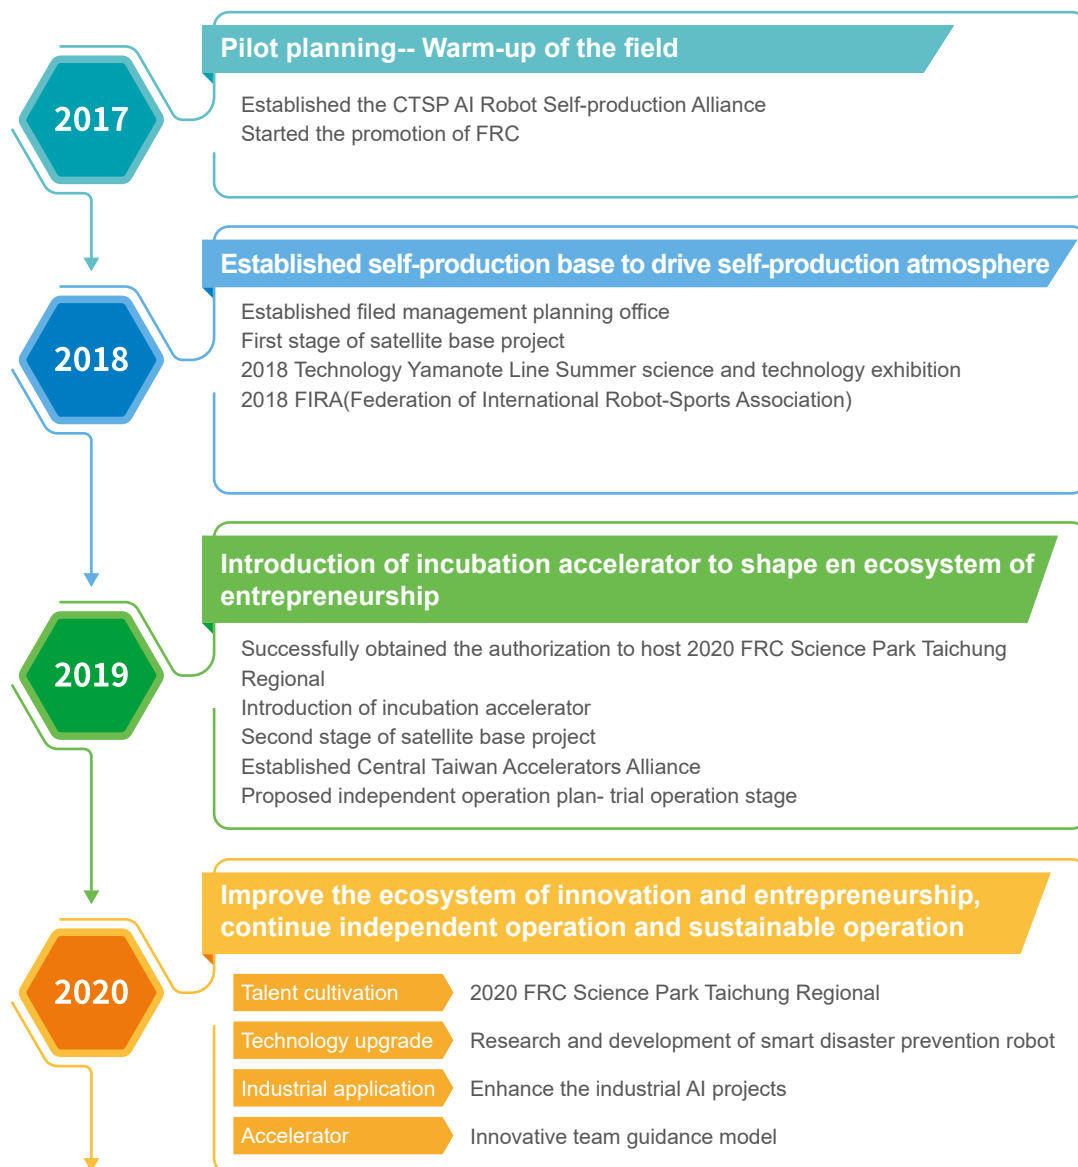 2017
Pilot planning-- Warm-up of the field
Established the CTSP AI Robot Self-production Alliance
Started the promotion of FRC
2018
Established self-production base to drive self-production atmosphere
Established filed management planning office
First stage of satellite base project
2018 Technology Yamanote Line Summer science and technology exhibition
2018 FIRA(Federation of International Robot-Sports Association)
2019
Introduction of incubation accelerator to shape en ecosystem of
entrepreneurship
Successfully obtained the authorization to host 2020 FRC Science Park Taichung
Regional
Introduction of incubation accelerator
Second stage of satellite base project
Established Central Taiwan Accelerators Alliance
Proposed independent operation plan- trial operation stage
2020
Improve the ecosystem of innovation and entrepreneurship,
continue independent operation and sustainable operation
Talent cultivation 2020 FRC Science Park Taichung Regional
Technology upgrade Research and development of smart disaster prevention robot
Industrial application Enhance the industrial AI projects
Accelerator Innovative team guidance model